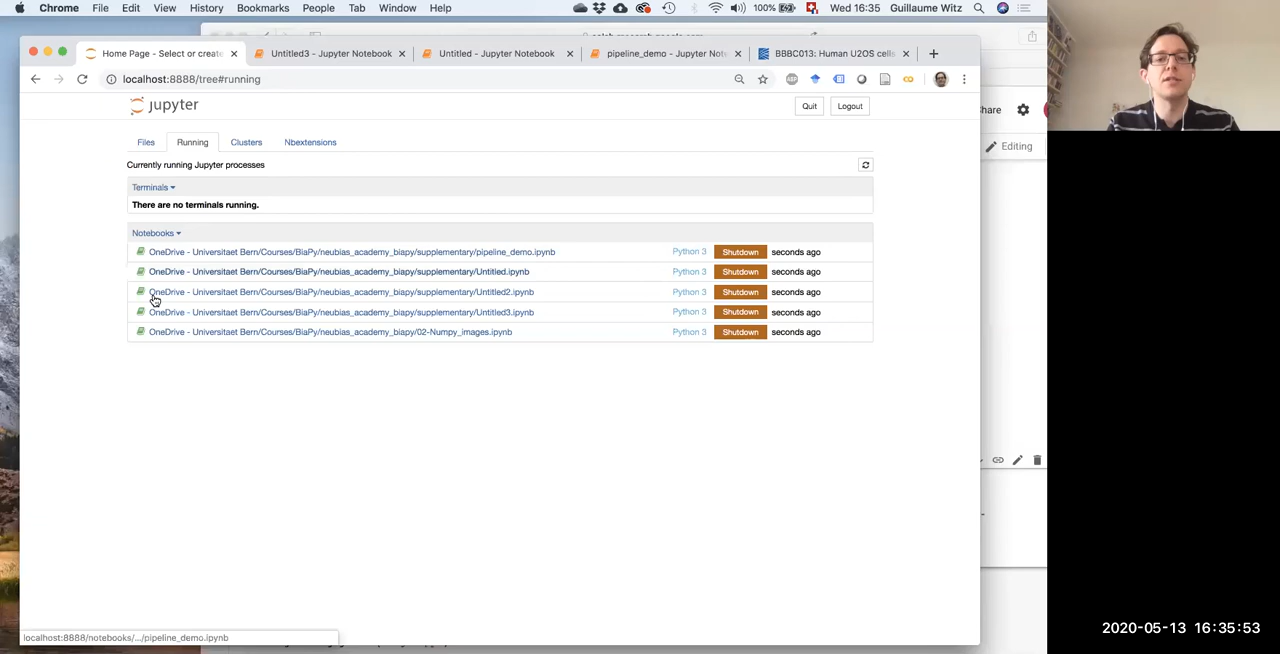 Chrome File Edit View History Bookmarks People Tab Window Help 100% Wed 16:35 Guillaume Witz
Home Page - Select or create Untitled3 - Jupyter Notebook Untitled - Jupyter Notebook pipeline_demo - Jupyter Note BBBC013: Human U2OS cells
localhost:8888/tree#running
jupyter Quit Logout
Share
Files Running Clusters Nbextensions
Editing
Currently running Jupyter processes
Terminals
There are no terminals running.
Notebooks
OneDrive - Universitaet Bern/Courses/BiaPy/neubias_academy_biapy/supplementary/pipeline_demo.ipynb Python 3 Shutdown seconds ago
OneDrive - Universitaet Bern/Courses/BiaPy/neubias_academy_biapy/supplementary/Untitled.ipynb Python 3 Shutdown seconds ago
OneDrive - Universitaet Bern/Courses/BiaPy/neubias_academy_biapy/supplementary/Untitled2.ipynb Python 3 Shutdown seconds ago
OneDrive - Universitaet Bern/Courses/BiaPy/neubias_academy_biapy/supplementary/Untitled3.ipynb Python 3 Shutdown seconds ago
OneDrive - Universitaet Bern/Courses/BiaPy/neubias_academy_biapy/02-Numpy_images.ipynb Python 3 Shutdown seconds ago
localhost:8888/notebooks/.../pipeline_demo.ipynb
2020-05-13 16:35:53